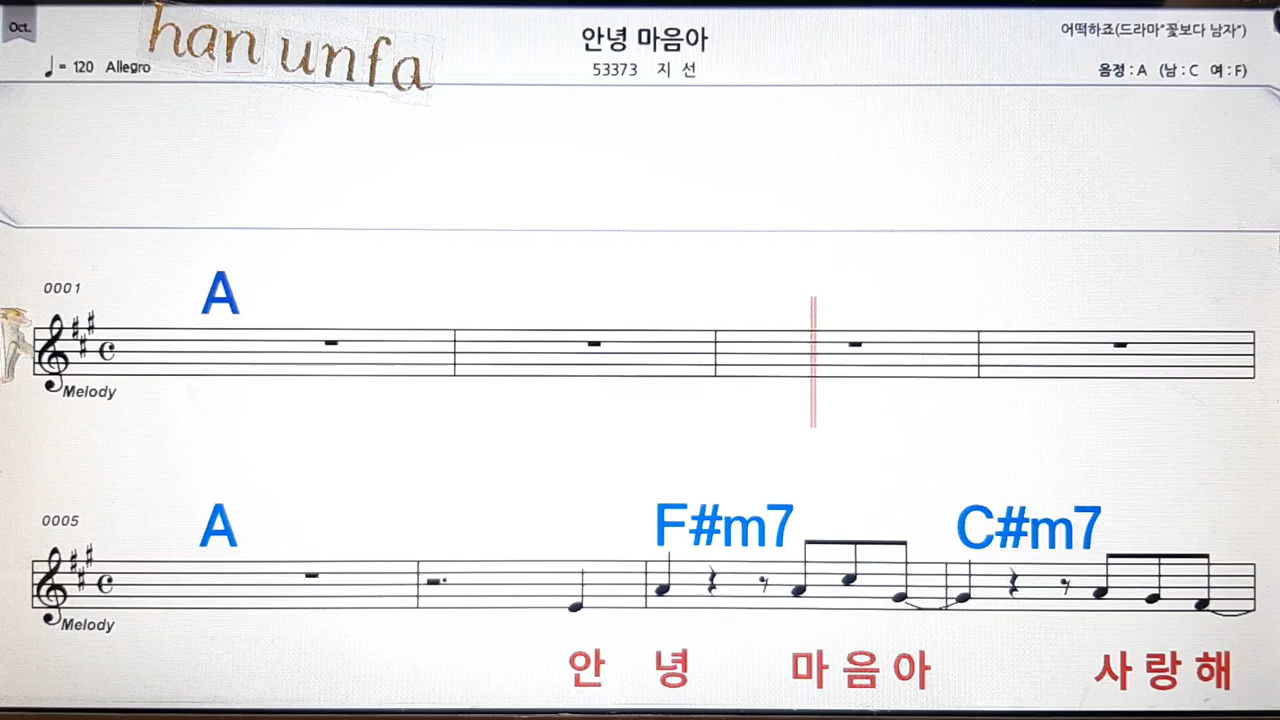 Oct.
han unfa
안녕 마음아
어떡하죠(드라마"꽃보다 남자")
♩= 120 Allegro
53373 지 선
음정 : A (남 : C 여 : F)
0001
A
Melody
0005
A F#m7 C#m7
Melody
안 녕 마 음 아 사 랑 해